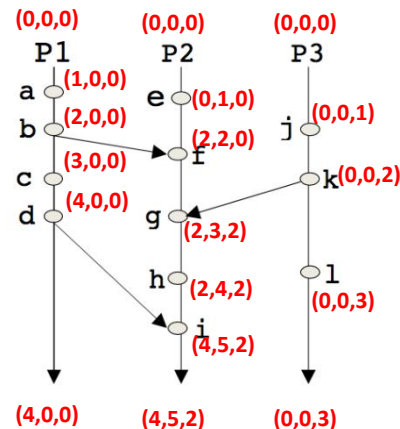 (0,0,0) (0,0,0) (0,0,0)
P1 P2 P3
a (1,0,0) e (0,1,0)
b (2,0,0) (2,2,0) f j (0,0,1)
c (3,0,0) k (0,0,2)
d (4,0,0) g (2,3,2)
h (2,4,2) l (0,0,3)
i (4,5,2)
(4,0,0) (4,5,2) (0,0,3)